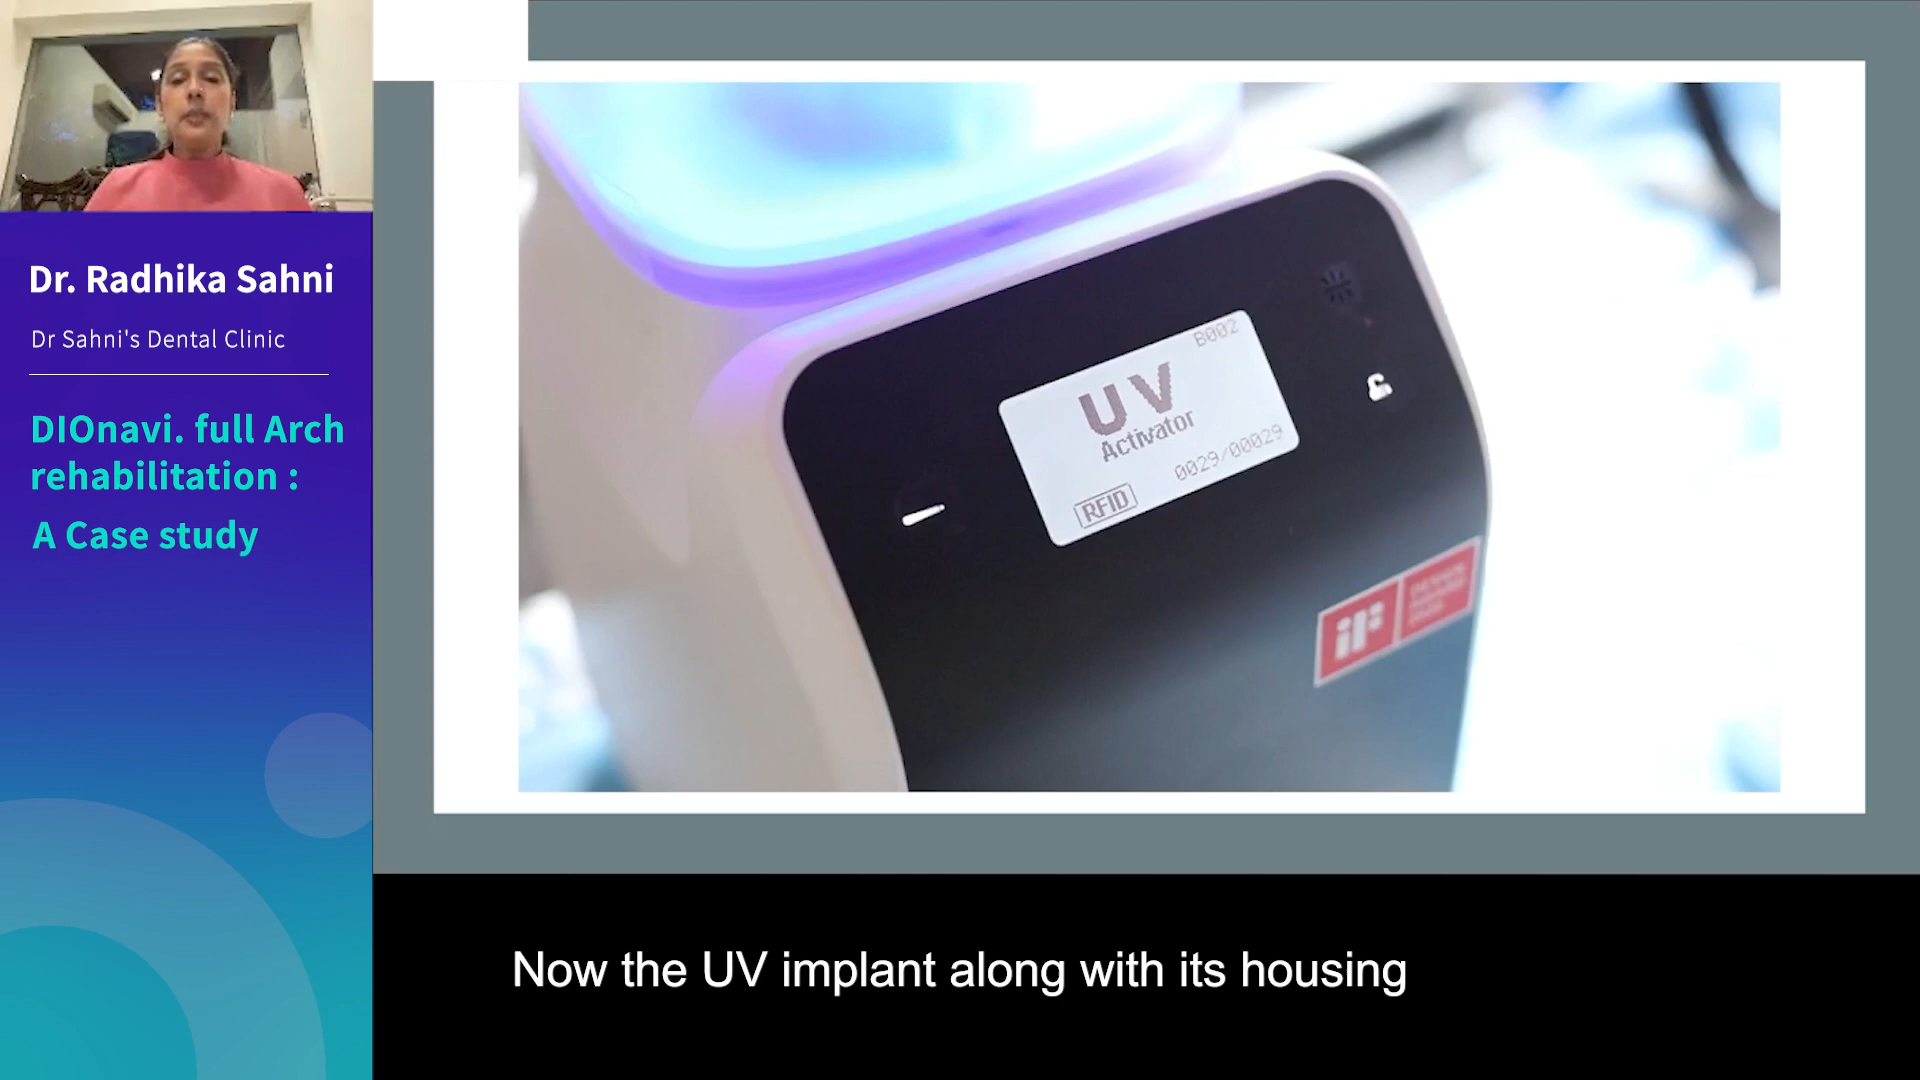 Dr. Radhika Sahni
Dr Sahni's Dental Clinic
DIOnavi. full Arch
rehabilitation :
A Case study
B002
UV
Activator
0029/00029
RFID
iF
Now the UV implant along with its housing